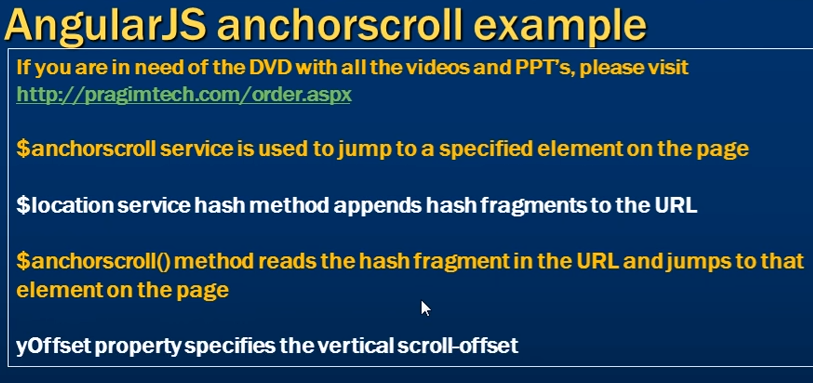 AngularJS anchorscroll example
If you are in need of the DVD with all the videos and PPT's, please visit
http://pragimtech.com/order.aspx
$anchorscroll service is used to jump to a specified element on the page
$location service hash method appends hash fragments to the URL
$anchorscroll() method reads the hash fragment in the URL and jumps to that
element on the page
yOffset property specifies the vertical scroll-offset